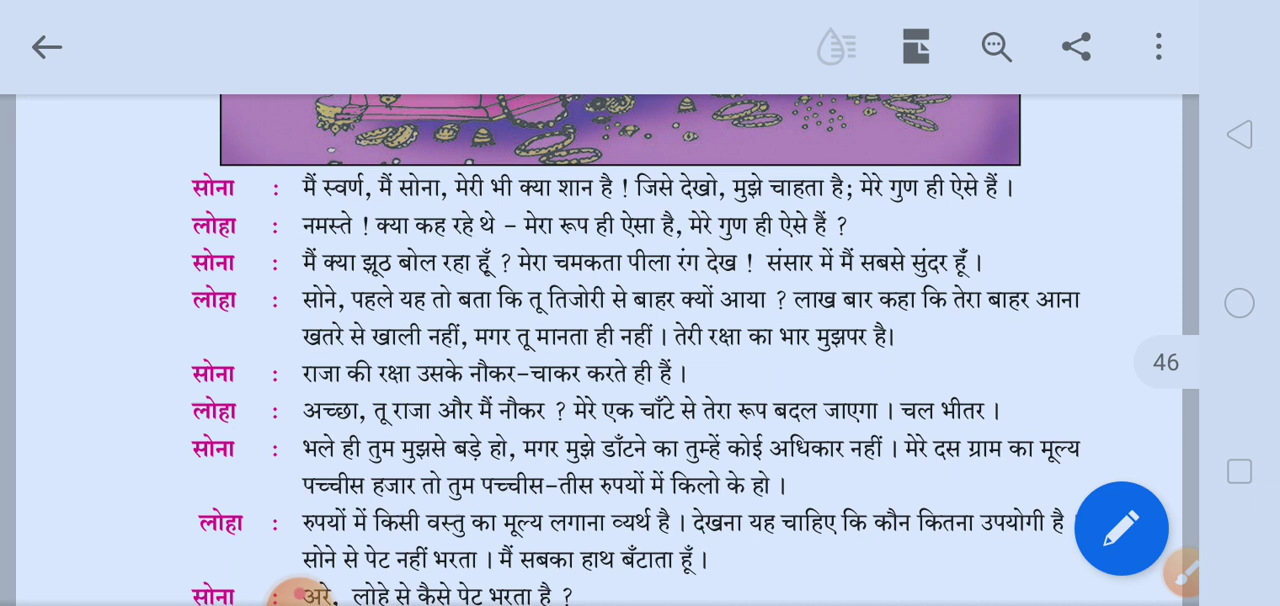 सोना : मैं स्वर्ण, मैं सोना, मेरी भी क्या शान है ! जिसे देखो, मुझे चाहता है; मेरे गुण ही ऐसे हैं ।
लोहा : नमस्ते ! क्या कह रहे थे - मेरा रूप ही ऐसा है, मेरे गुण ही ऐसे हैं ?
सोना : मैं क्या झूठ बोल रहा हूँ ? मेरा चमकता पीला रंग देख ! संसार में मैं सबसे सुंदर हूँ ।
लोहा : सोने, पहले यह तो बता कि तू तिजोरी से बाहर क्यों आया ? लाख बार कहा कि तेरा बाहर आना
खतरे से खाली नहीं, मगर तू मानता ही नहीं । तेरी रक्षा का भार मुझपर है।
46
सोना : राजा की रक्षा उसके नौकर-चाकर करते ही हैं ।
लोहा : अच्छा, तू राजा और मैं नौकर ? मेरे एक चाँटे से तेरा रूप बदल जाएगा । चल भीतर ।
सोना : भले ही तुम मुझसे बड़े हो, मगर मुझे डाँटने का तुम्हें कोई अधिकार नहीं । मेरे दस ग्राम का मूल्य
पच्चीस हजार तो तुम पच्चीस-तीस रुपयों में किलो के हो ।
लोहा : रुपयों में किसी वस्तु का मूल्य लगाना व्यर्थ है । देखना यह चाहिए कि कौन कितना उपयोगी है
सोने से पेट नहीं भरता । मैं सबका हाथ बँटाता हूँ ।
सोना : अरे, लोहे से कैसे पेट भरता है ?